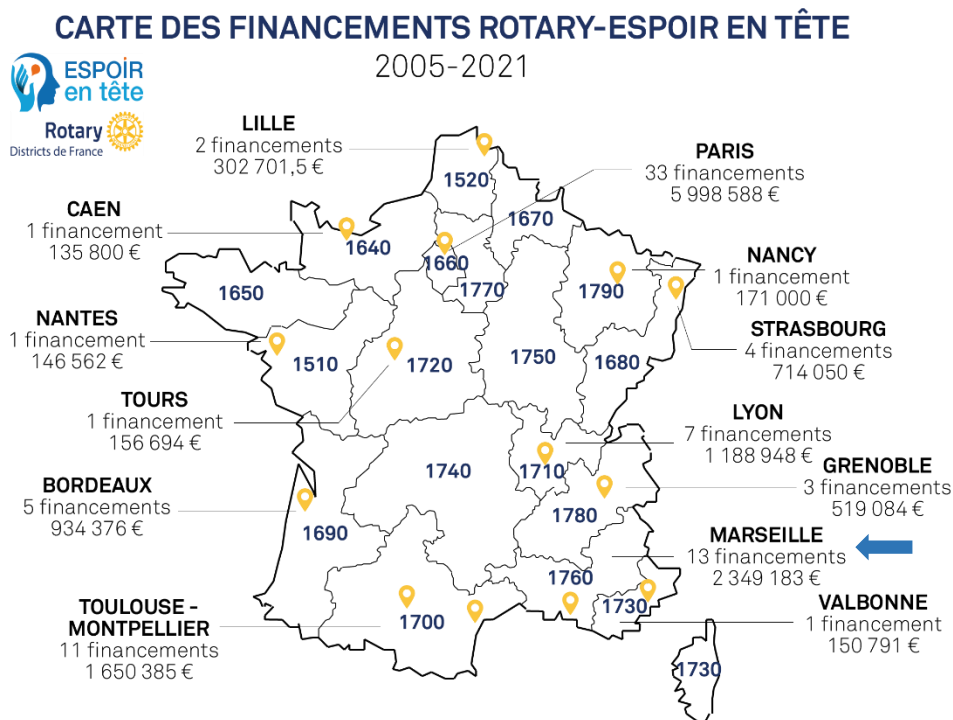 CARTE DES FINANCEMENTS ROTARY-ESPOIR EN TÊTE
2005-2021
ESPOIR
en tête
Rotary
Districts de France
LILLE
2 financements
302 701,5 €
PARIS
33 financements
5 998 588 €
CAEN
1 financement
135 800 €
NANCY
1 financement
171 000 €
NANTES
1 financement
146 562 €
STRASBOURG
4 financements
714 050 €
TOURS
1 financement
156 694 €
LYON
7 financements
1 188 948 €
BORDEAUX
5 financements
934 376 €
GRENOBLE
3 financements
519 084 €
MARSEILLE
13 financements
2 349 183 €
TOULOUSE -
MONTPELLIER
11 financements
1 650 385 €
VALBONNE
1 financement
150 791 €
1520
1670
1640
1660
1770
1650
1790
1510
1720
1750
1680
1740
1710
1780
1690
1760
1700
1730
1730